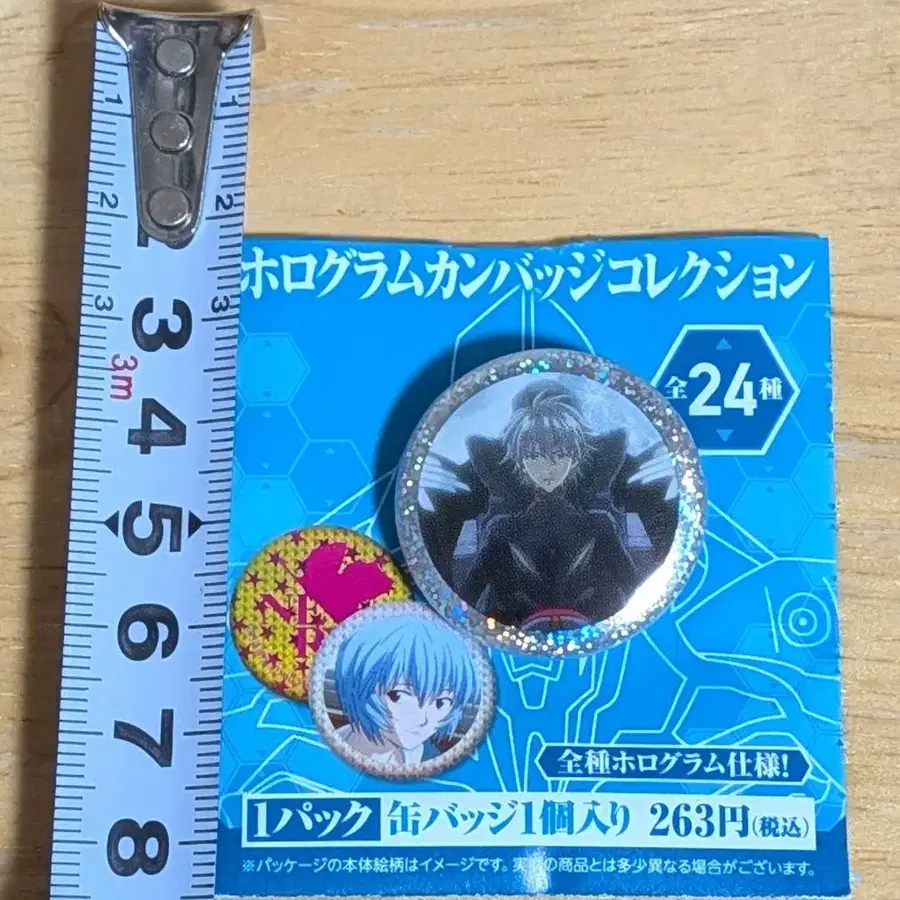 ホログラムカンバッジコレクション
全24種
全種ホログラム仕様!
1パック 缶バッジ1個入り 263円(税込)
※パッケージの本体絵柄はイメージです。実際の商品とは多少異なる場合がございます。
1 1
2 2
3 3
3
3m
4
5
6
7
8